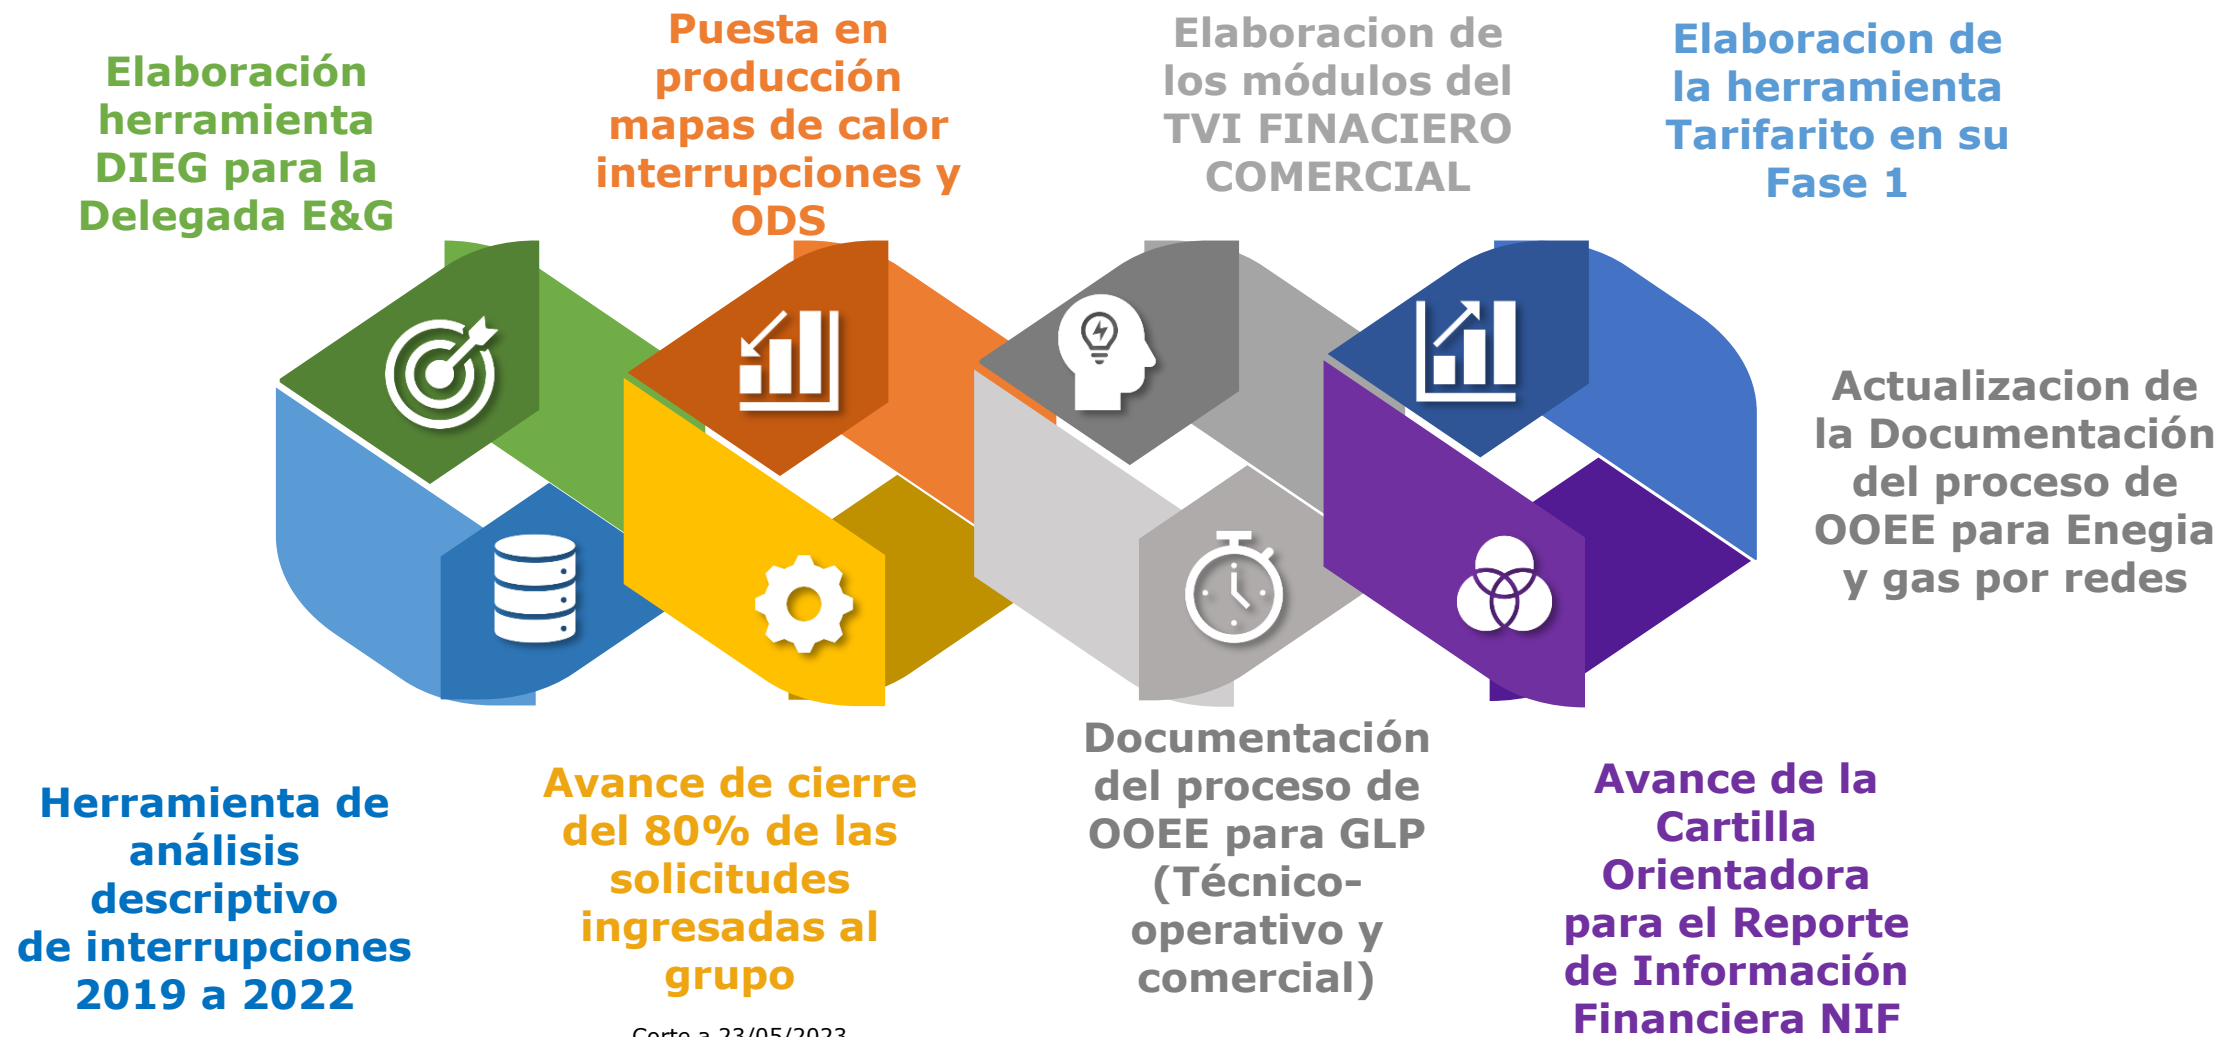 Elaboración
herramienta
DIEG para la
Delegada E&G
Puesta en
producción
mapas de calor
interrupciones y
ODS
Elaboracion de
los módulos del
TVI FINACIERO
COMERCIAL
Elaboracion de
la herramienta
Tarifarito en su
Fase 1
Actualizacion de
la Documentación
del proceso de
OOEE para Enegia
y gas por redes
Herramienta de
análisis
descriptivo
de interrupciones
2019 a 2022
Avance de cierre
del 80% de las
solicitudes
ingresadas al
grupo
Corte a 23/05/2023
Documentación
del proceso de
OOEE para GLP
(Técnico-
operativo y
comercial)
Avance de la
Cartilla
Orientadora
para el Reporte
de Información
Financiera NIF